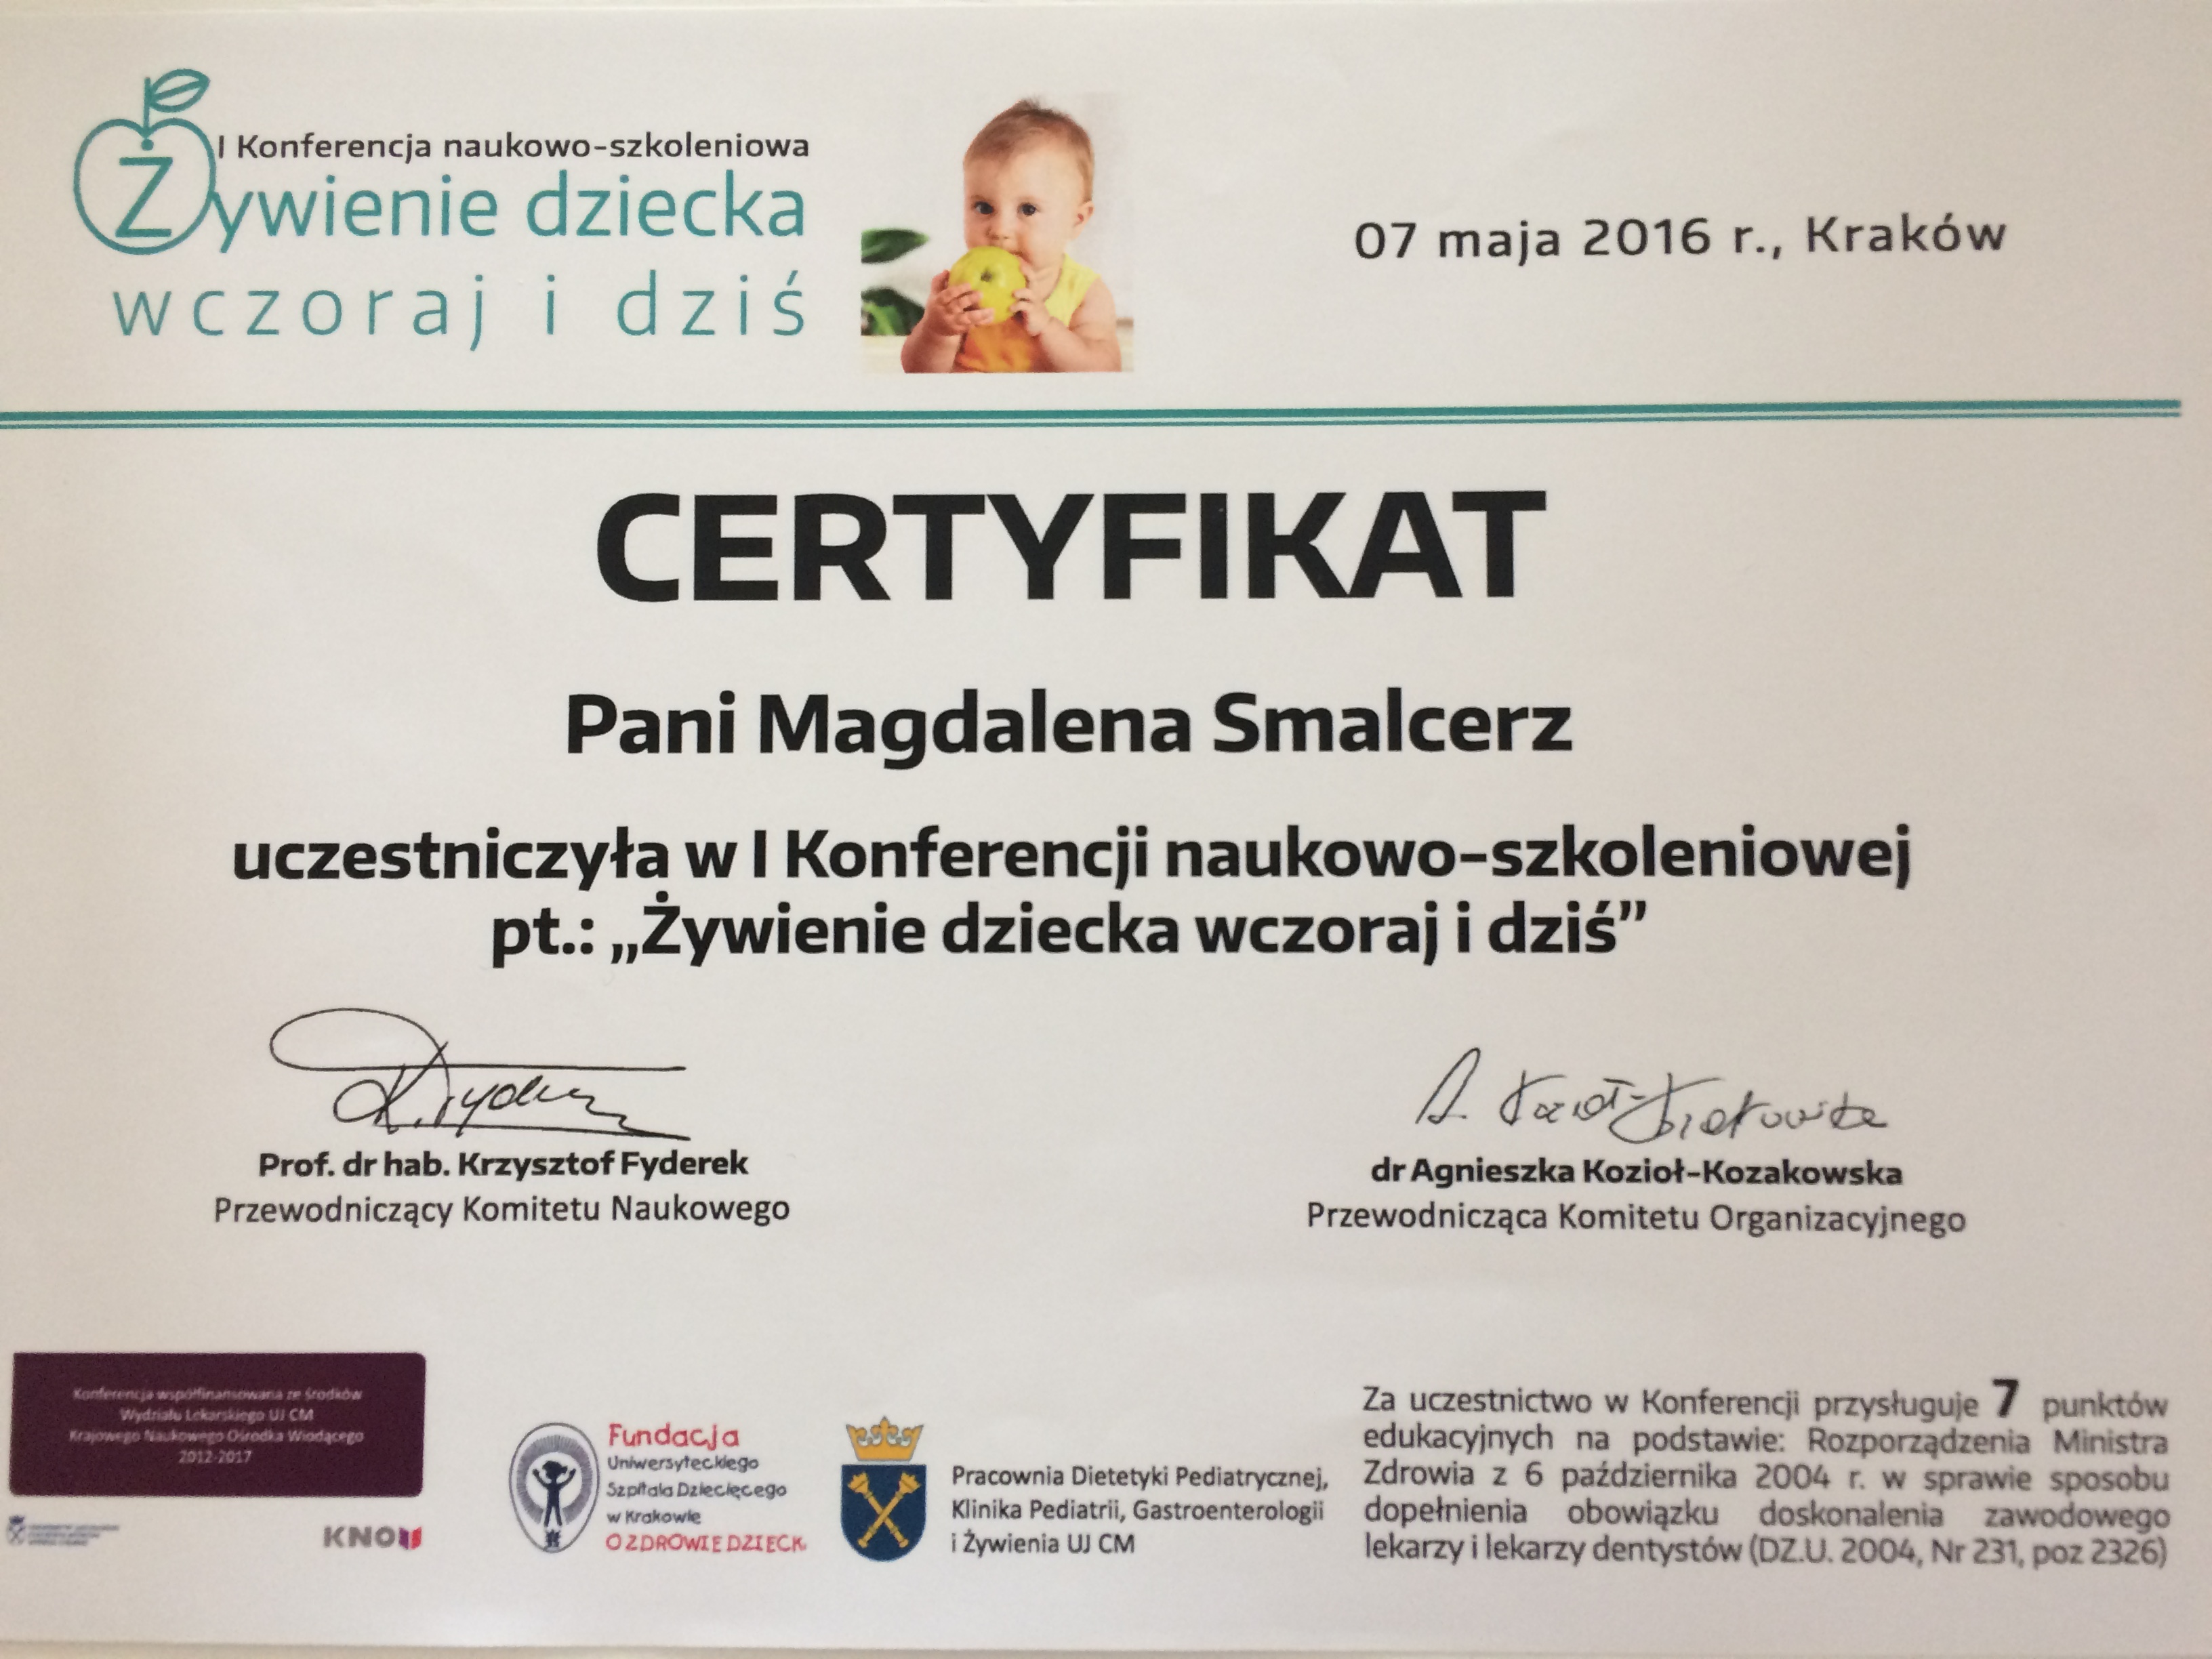 I Konferencja naukowo-szkoleniowa
Żywienie dziecka
wczoraj i dziś
07 maja 2016 r., Kraków
CERTYFIKAT
Pani Magdalena Smalcerz
uczestniczyła w I Konferencji naukowo-szkoleniowej
pt.: „Żywienie dziecka wczoraj i dziś”
Prof. dr hab. Krzysztof Fyderek
Przewodniczący Komitetu Naukowego
dr Agnieszka Kozioł-Kozakowska
Przewodnicząca Komitetu Organizacyjnego
Konferencja współfinansowana ze środków
Wydziału Lekarskiego UJ CM
Krajowego Naukowego Ośrodka Wiodącego
2012-2017
KNOW
Fundacja
Uniwersyteckiego
Szpitala Dziecięcego
w Krakowie
O ZDROWIE DZIECK
Pracownia Dietetyki Pediatrycznej,
Klinika Pediatrii, Gastroenterologii
i Żywienia UJ CM
Za uczestnictwo w Konferencji przysługuje 7 punktów
edukacyjnych na podstawie: Rozporządzenia Ministra
Zdrowia z 6 października 2004 r. w sprawie sposobu
dopełnienia obowiązku doskonalenia zawodowego
lekarzy i lekarzy dentystów (DZ.U. 2004, Nr 231, poz 2326)